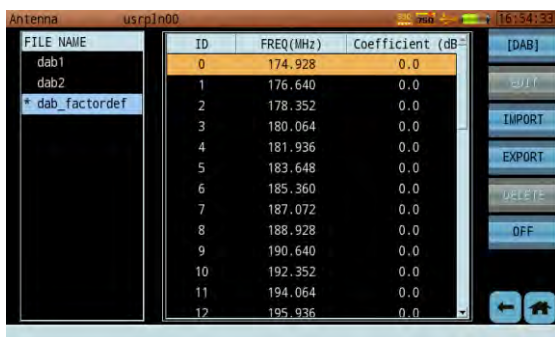 Antenna usrpIn00 75Ω 16:54:33
FILE NAME
dab1
dab2
* dab_factordef
ID FREQ(MHz) Coefficient (dB
0 174.928 0.0
1 176.640 0.0
2 178.352 0.0
3 180.064 0.0
4 181.936 0.0
5 183.648 0.0
6 185.360 0.0
7 187.072 0.0
8 188.928 0.0
9 190.640 0.0
10 192.352 0.0
11 194.064 0.0
12 195.936 0.0
[DAB]
EDIT
IMPORT
EXPORT
DELETE
OFF